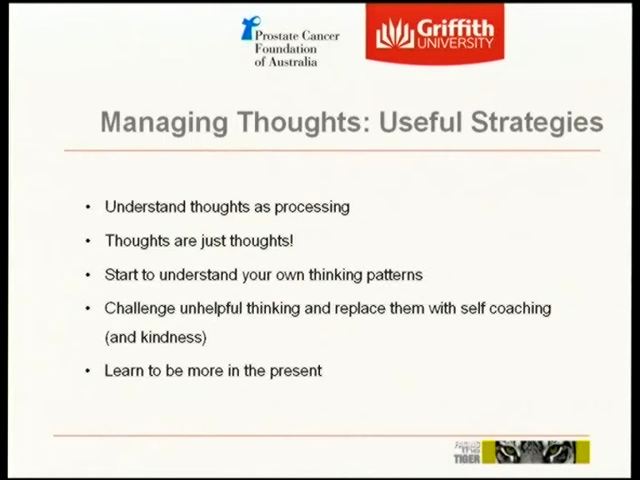 Prostate Cancer
Foundation
of Australia
Griffith
UNIVERSITY
Managing Thoughts: Useful Strategies
• Understand thoughts as processing
• Thoughts are just thoughts!
• Start to understand your own thinking patterns
• Challenge unhelpful thinking and replace them with self coaching
(and kindness)
• Learn to be more in the present
THE
TIGER